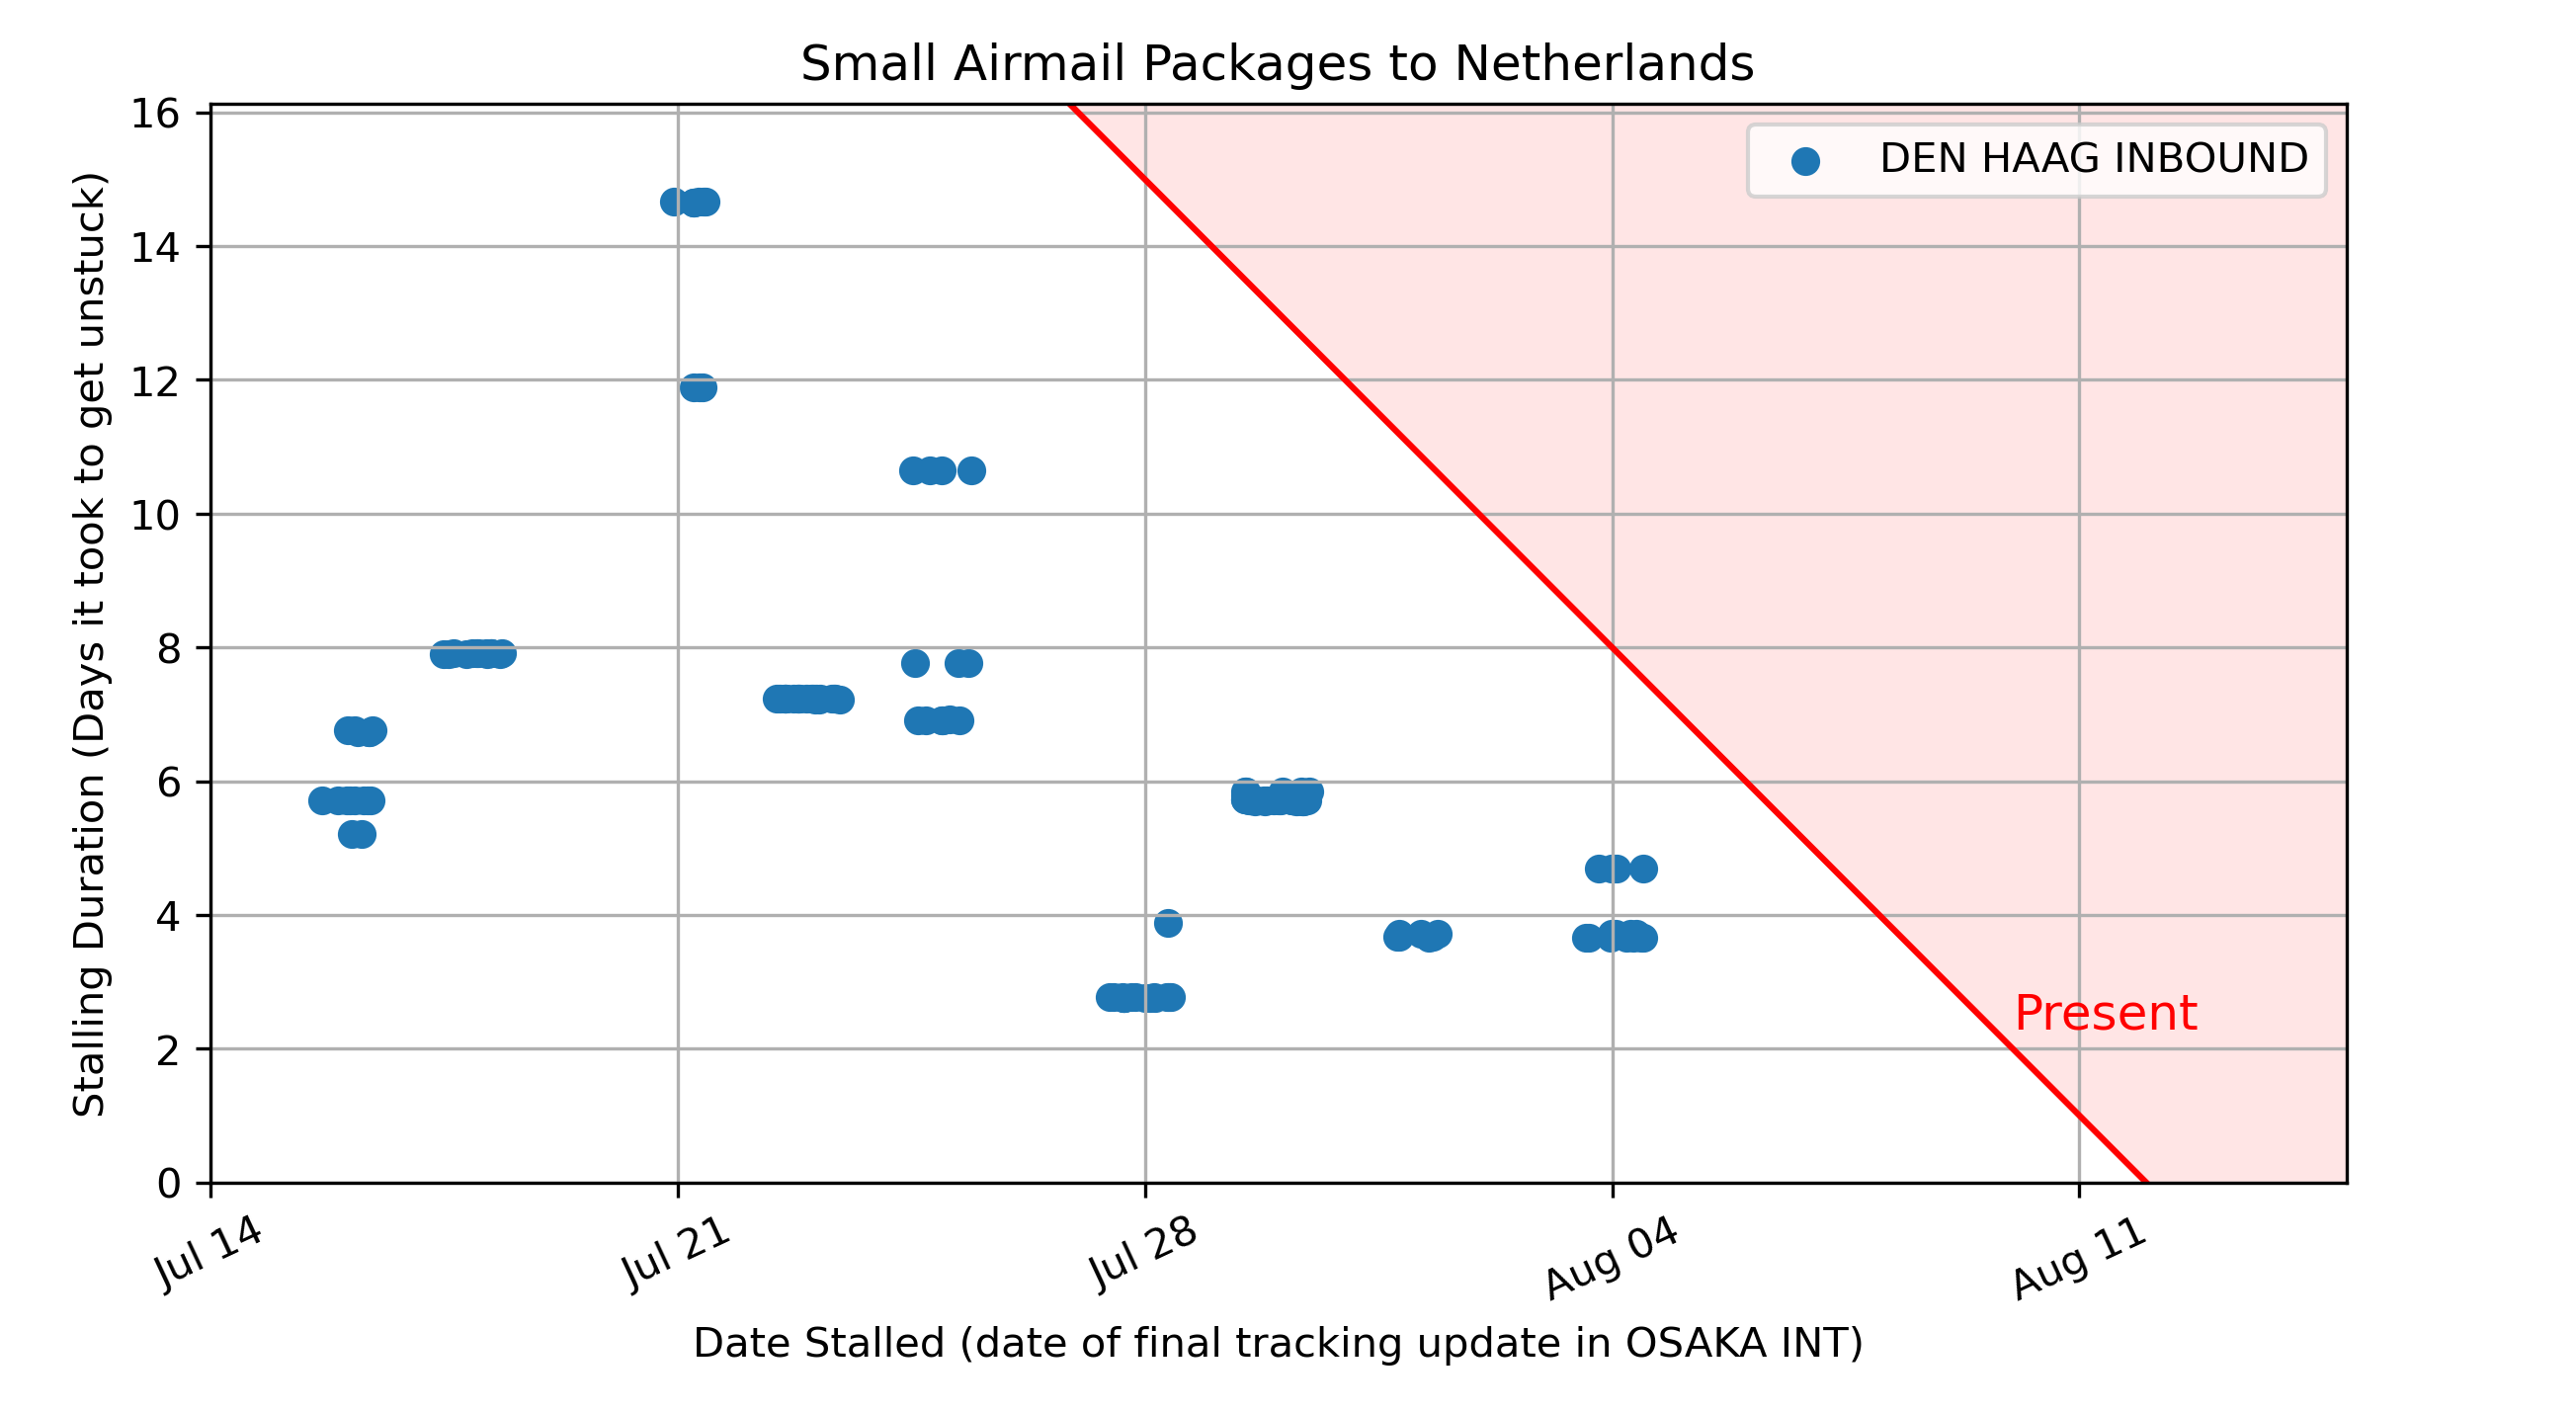 Small Airmail Packages to Netherlands
DEN HAAG INBOUND
Stalling Duration (Days it took to get unstuck)
16
14
12
10
8
6
4
2
0
Present
Jul 14
Jul 21
Jul 28
Aug 04
Aug 11
Date Stalled (date of final tracking update in OSAKA INT)